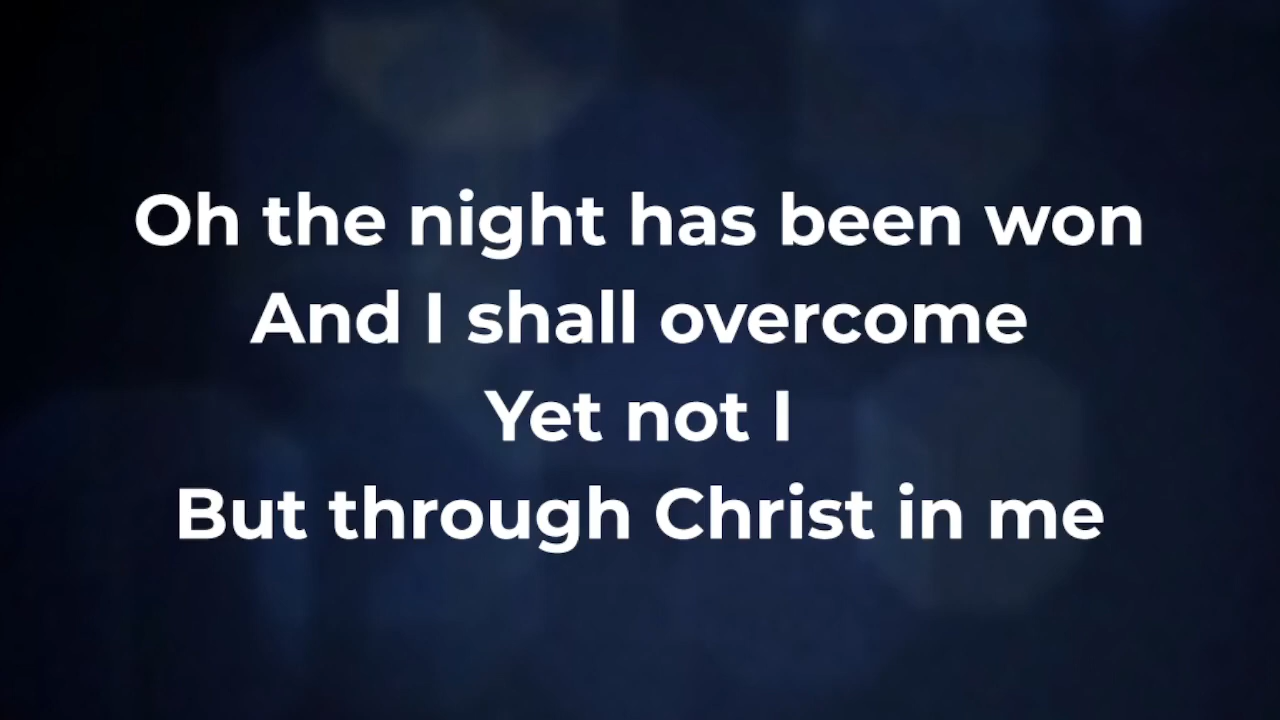 Oh the night has been won
And I shall overcome
Yet not I
But through Christ in me